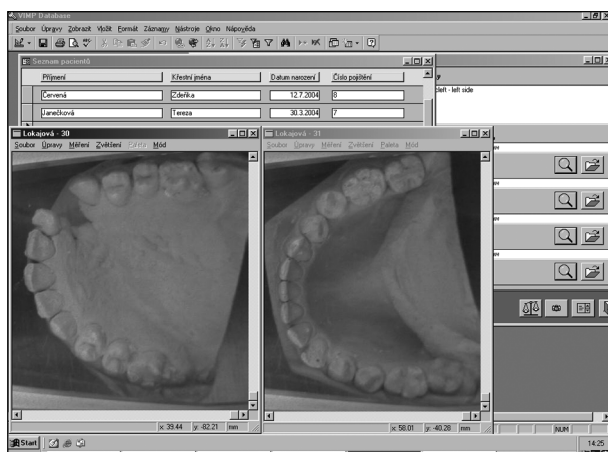 VIMP Database
Soubor Úpravy Zobrazit Vložit Formát Záznamy Nástroje Okno Nápověda
Seznam pacientů
Příjmení Křestní jména Datum narození Číslo pojištění
Červená Zdeňka 12.7.2004 8
Janečková Tereza 30.3.2004 7
cleft - left side
Lokajová - 30
Soubor Úpravy Měření Zvětšení Paleta Mód
Lokajová - 31
Soubor Úpravy Měření Zvětšení Paleta Mód
x 39.44 y -82.21 mm
x 58.01 y -40.28 mm
NUM
Start
14:25